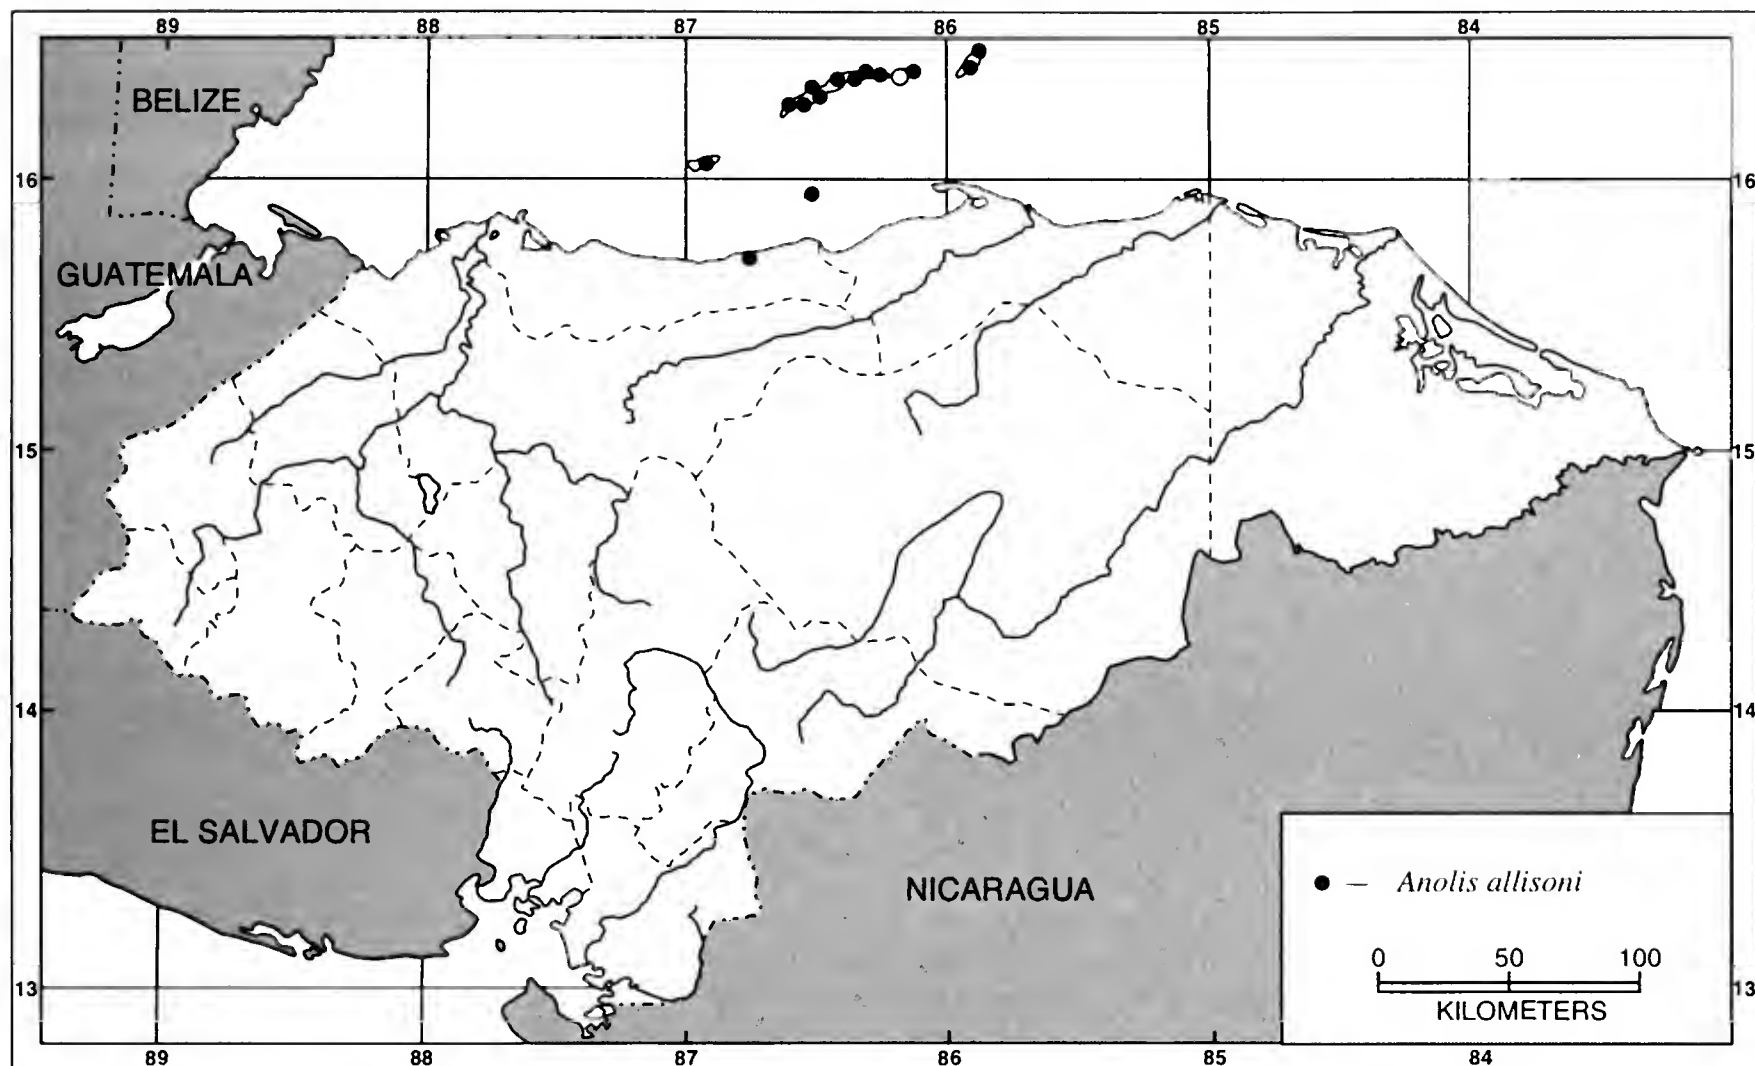 89 88 87 86 85 84
BELIZE
16 16
GUATEMALA
15 15
14 14
EL SALVADOR
NICARAGUA
● — Anolis allisoni
0 50 100
KILOMETERS
13 13
89 88 87 86 85 84